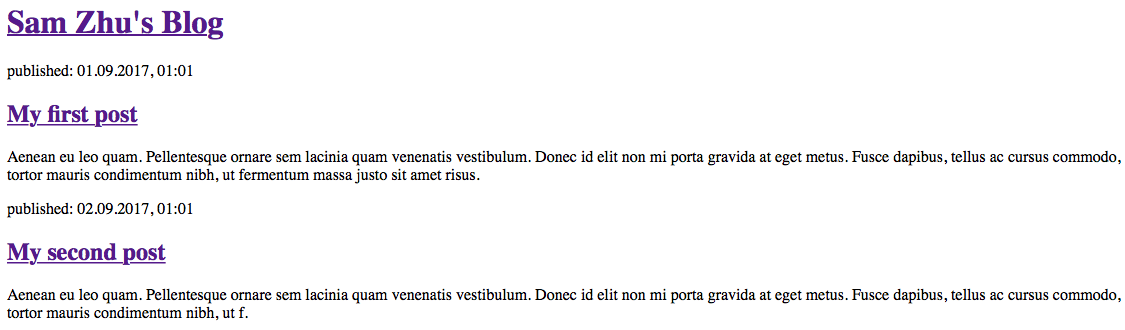 Sam Zhu's Blog
published: 01.09.2017, 01:01
My first post
Aenean eu leo quam. Pellentesque ornare sem lacinia quam venenatis vestibulum. Donec id elit non mi porta gravida at eget metus. Fusce dapibus, tellus ac cursus commodo,
tortor mauris condimentum nibh, ut fermentum massa justo sit amet risus.
published: 02.09.2017, 01:01
My second post
Aenean eu leo quam. Pellentesque ornare sem lacinia quam venenatis vestibulum. Donec id elit non mi porta gravida at eget metus. Fusce dapibus, tellus ac cursus commodo,
tortor mauris condimentum nibh, ut f.